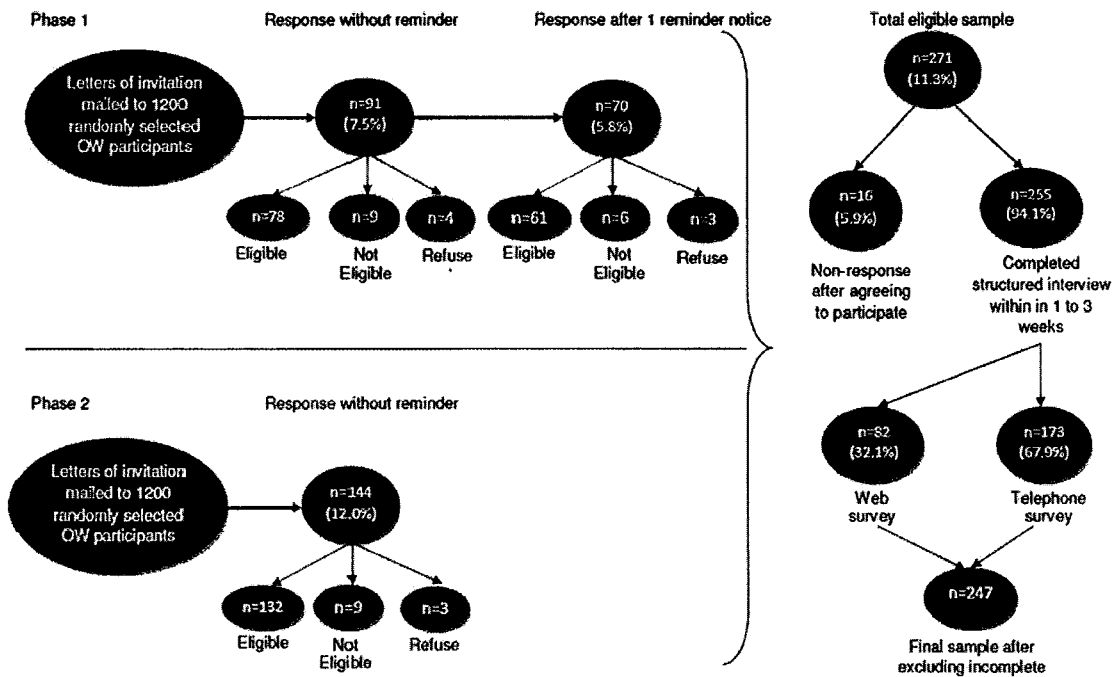 Phase 1
Response without reminder
Response after 1 reminder notice
Total eligible sample
Letters of invitation
mailed to 1200
randomly selected
OW participants
n=91
(7.5%)
n=70
(5.8%)
n=271
(11.3%)
n=78
Eligible
n=9
Not
Eligible
n=4
Refuse
n=61
Eligible
n=6
Not
Eligible
n=3
Refuse
n=16
(5.9%)
Non-response
after agreeing
to participate
n=255
(94.1%)
Completed
structured interview
within in 1 to 3
weeks
Phase 2
Response without reminder
Letters of invitation
mailed to 1200
randomly selected
OW participants
n=144
(12.0%)
n=132
Eligible
n=9
Not
Eligible
n=3
Refuse
n=82
(32.1%)
Web
survey
n=173
(67.9%)
Telephone
survey
n=247
Final sample after
excluding incomplete